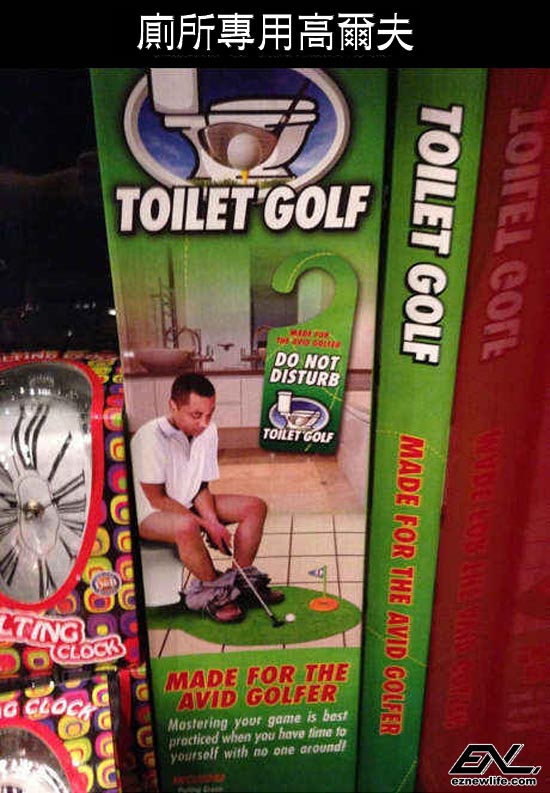 廁所專用高爾夫
TOILET GOLF
MADE FOR
THE AVID GOLFER
DO NOT
DISTURB
TOILET GOLF
MADE FOR THE
AVID GOLFER
Mastering your game is best
practiced when you have time to
yourself with no one around!
TOILET GOLF
MADE FOR THE AVID GOLFER
TOILET GOLF
LTING
CLOCK
G CLOCK
EZNL
eznewlife.com